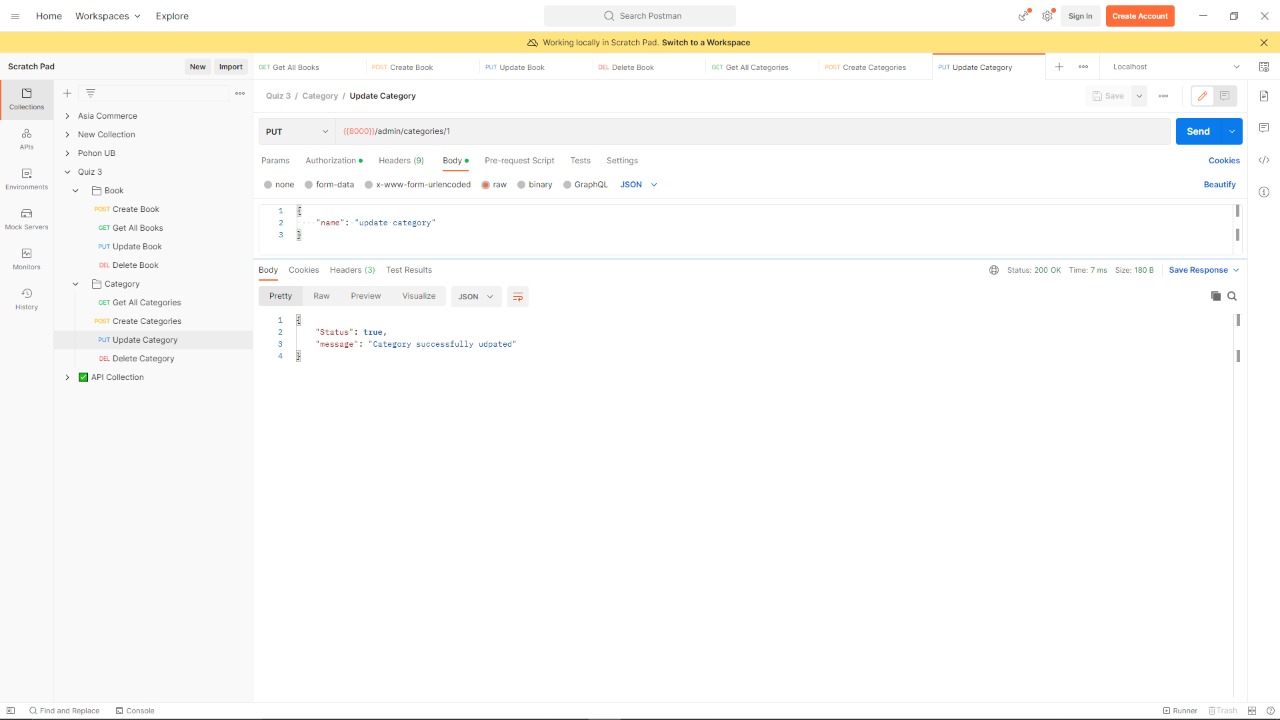 Home Workspaces Explore Search Postman Sign In Create Account
Working locally in Scratch Pad. Switch to a Workspace
Scratch Pad New Import
GET Get All Books POST Create Book PUT Update Book DEL Delete Book GET Get All Categories POST Create Categories PUT Update Category Localhost
Collections
APIs
Environments
Mock Servers
Monitors
History
Asia Commerce
New Collection
Pohon UB
Quiz 3
Book
POST Create Book
GET Get All Books
PUT Update Book
DEL Delete Book
Category
GET Get All Categories
POST Create Categories
PUT Update Category
DEL Delete Category
API Collection
Quiz 3 / Category / Update Category Save
PUT {{8000}}/admin/categories/1 Send
Params Authorization Headers (9) Body Pre-request Script Tests Settings Cookies
none form-data x-www-form-urlencoded raw binary GraphQL JSON Beautify
1 {
2 "name": "update category"
3 }
Body Cookies Headers (3) Test Results Status: 200 OK Time: 7 ms Size: 180 B Save Response
Pretty Raw Preview Visualize JSON
1 {
2 "Status": true,
3 "message": "Category successfully udpated"
4 }
Find and Replace Console Runner Trash